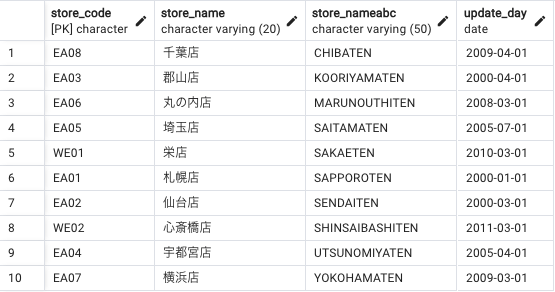 store_code store_name store_nameabc update_day
[PK] character character varying (20) character varying (50) date
1 EA08 千葉店 CHIBATEN 2009-04-01
2 EA03 郡山店 KOORIYAMATEN 2000-04-01
3 EA06 丸の内店 MARUNOUTHITEN 2008-03-01
4 EA05 埼玉店 SAITAMATEN 2005-07-01
5 WE01 栄店 SAKAETEN 2010-03-01
6 EA01 札幌店 SAPPOROTEN 2000-01-01
7 EA02 仙台店 SENDAITEN 2000-03-01
8 WE02 心斎橋店 SHINSAIBASHITEN 2011-03-01
9 EA04 宇都宮店 UTSUNOMIYATEN 2005-04-01
10 EA07 横浜店 YOKOHAMATEN 2009-03-01